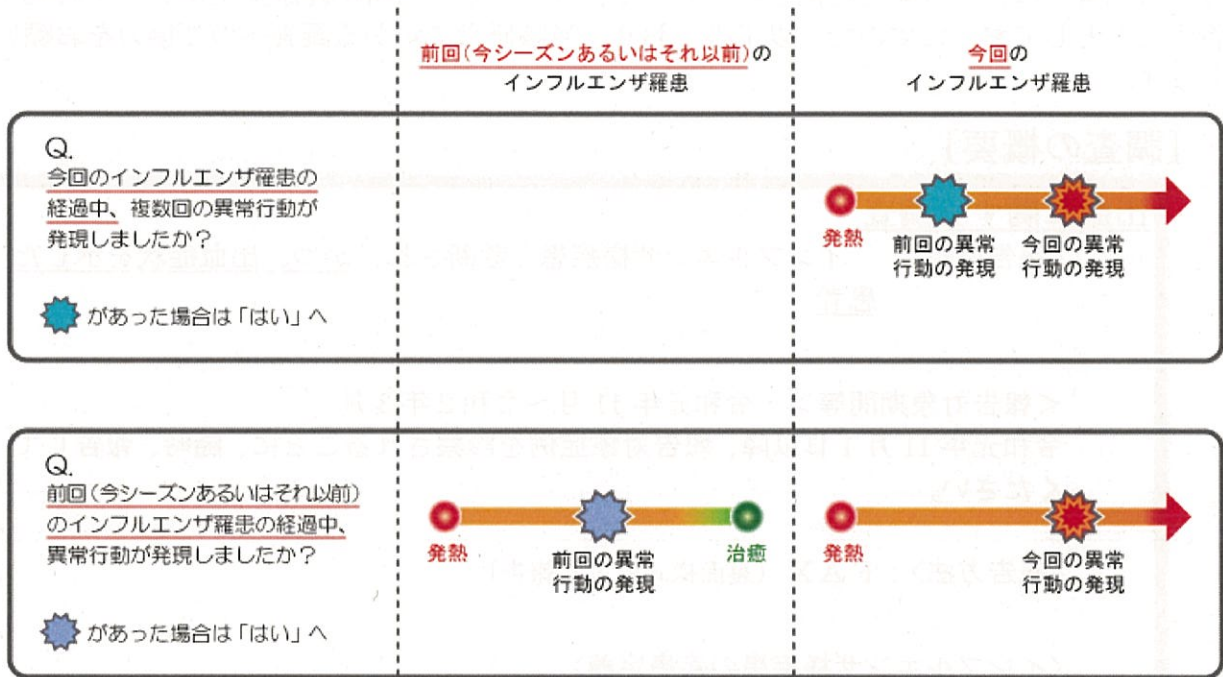 前回(今シーズンあるいはそれ以前)の
インフルエンザ罹患
今回の
インフルエンザ罹患
Q.
今回のインフルエンザ罹患の
経過中、複数回の異常行動が
発現しましたか?
があった場合は「はい」へ
発熱
前回の異常
行動の発現
今回の異常
行動の発現
Q.
前回(今シーズンあるいはそれ以前)
のインフルエンザ罹患の経過中、
異常行動が発現しましたか?
があった場合は「はい」へ
発熱
前回の異常
行動の発現
治癒
発熱
今回の異常
行動の発現